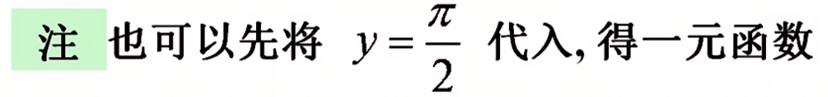 注 也可以先将 y = π/2 代入, 得一元函数